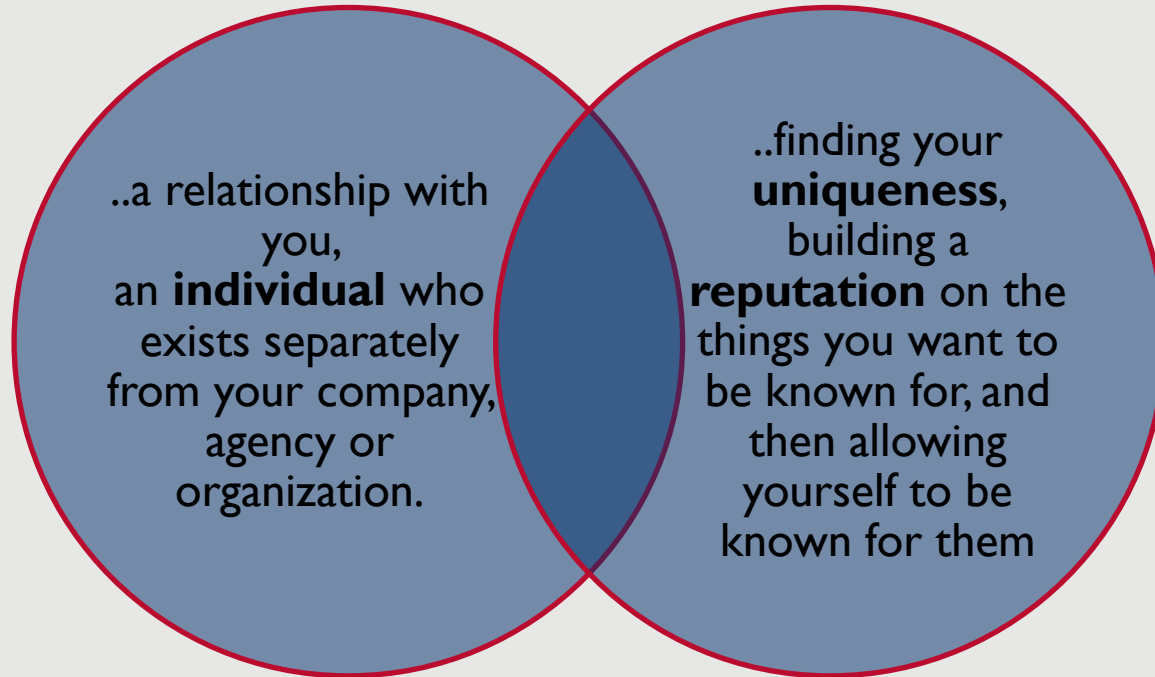 ..a relationship with
you,
an individual who
exists separately
from your company,
agency or
organization.
..finding your
uniqueness,
building a
reputation on the
things you want to
be known for, and
then allowing
yourself to be
known for them